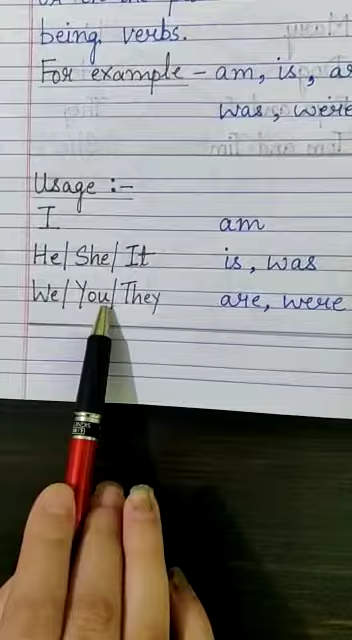 being verbs.
For example - am, is,
was, were
Usage :-
I am
He/She/It is, was
We/You/They are, were